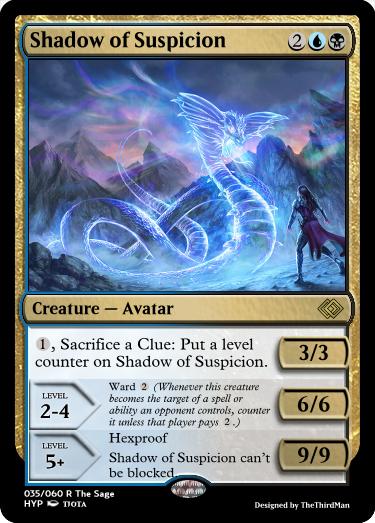 Shadow of Suspicion 2
Creature — Avatar
1, Sacrifice a Clue: Put a level
counter on Shadow of Suspicion.
3/3
LEVEL
2-4
Ward 2 (Whenever this creature
becomes the target of a spell or
ability an opponent controls, counter
it unless that player pays 2.)
6/6
LEVEL
5+
Hexproof
Shadow of Suspicion can't
be blocked
9/9
035/060 R The Sage
HYP TJOTA
Designed by TheThirdMan